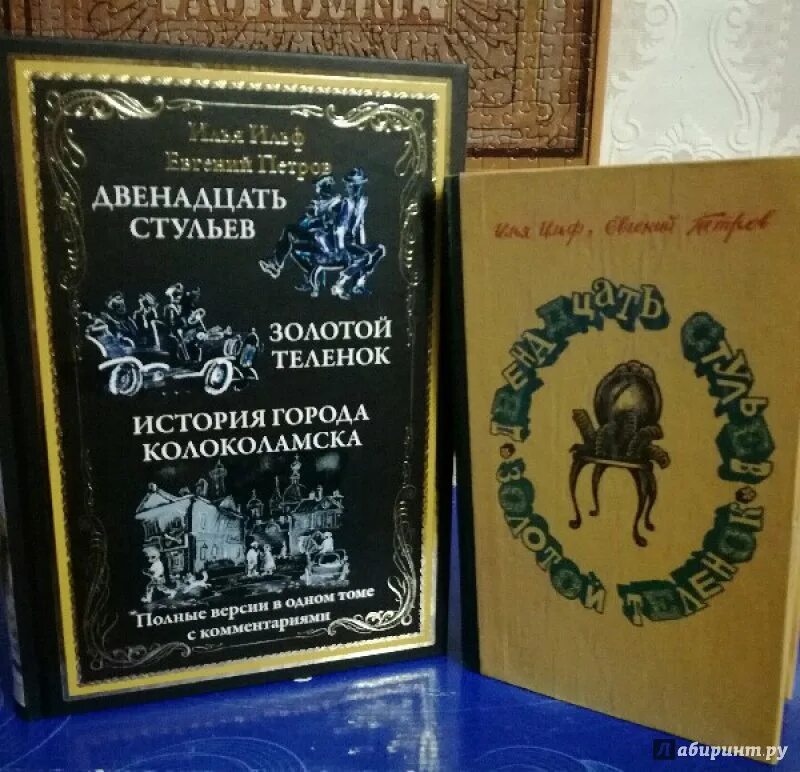 Илья Ильф
Евгений Петров
ДВЕНАДЦАТЬ
СТУЛЬЕВ
ЗОЛОТОЙ
ТЕЛЕНОК
ИСТОРИЯ ГОРОДА
КОЛОКОЛАМСКА
Полные версии в одном томе
с комментариями
Илья Ильф, Евгений Петров
ДВЕНАДЦАТЬ СТУЛЬЕВ
ЗОЛОТОЙ ТЕЛЕНОК
Лабиринт.ру